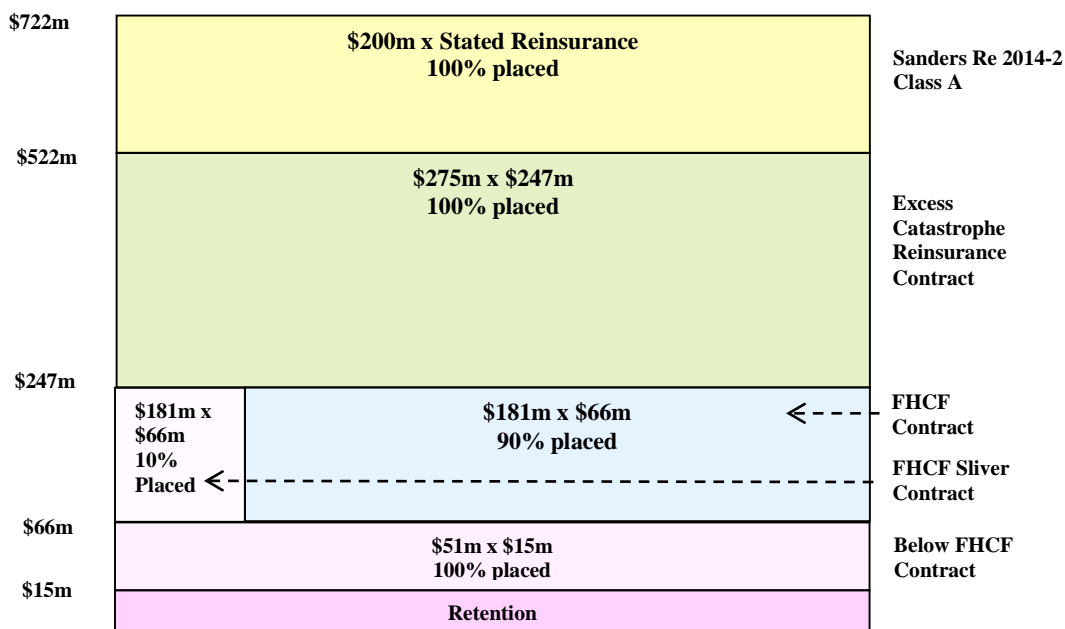 $722m
$200m x Stated Reinsurance
100% placed
Sanders Re 2014-2
Class A
$522m
$275m x $247m
100% placed
Excess
Catastrophe
Reinsurance
Contract
$247m
$181m x
$66m
10%
Placed
$181m x $66m
90% placed
FHCF
Contract
FHCF Sliver
Contract
$66m
$51m x $15m
100% placed
Below FHCF
Contract
$15m
Retention